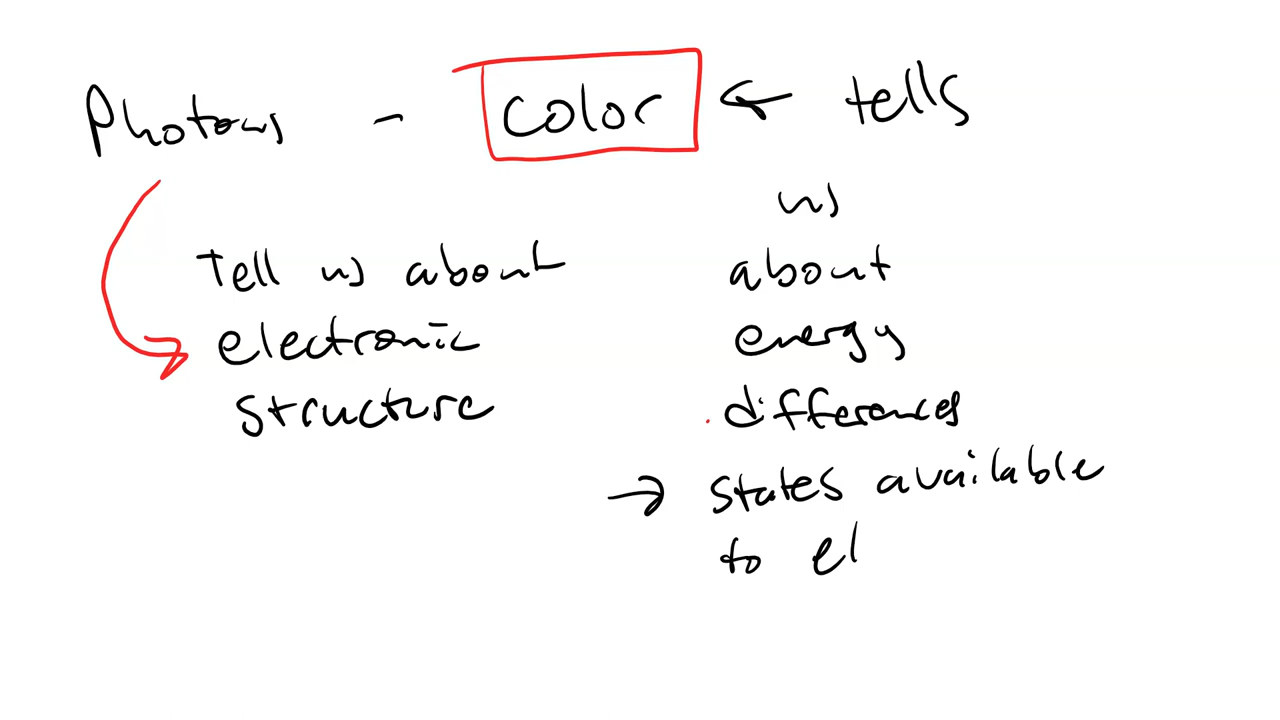 Photons - color ← tells
us
Tell us about
electronic
structure
about
energy
differences
→ states available
to el